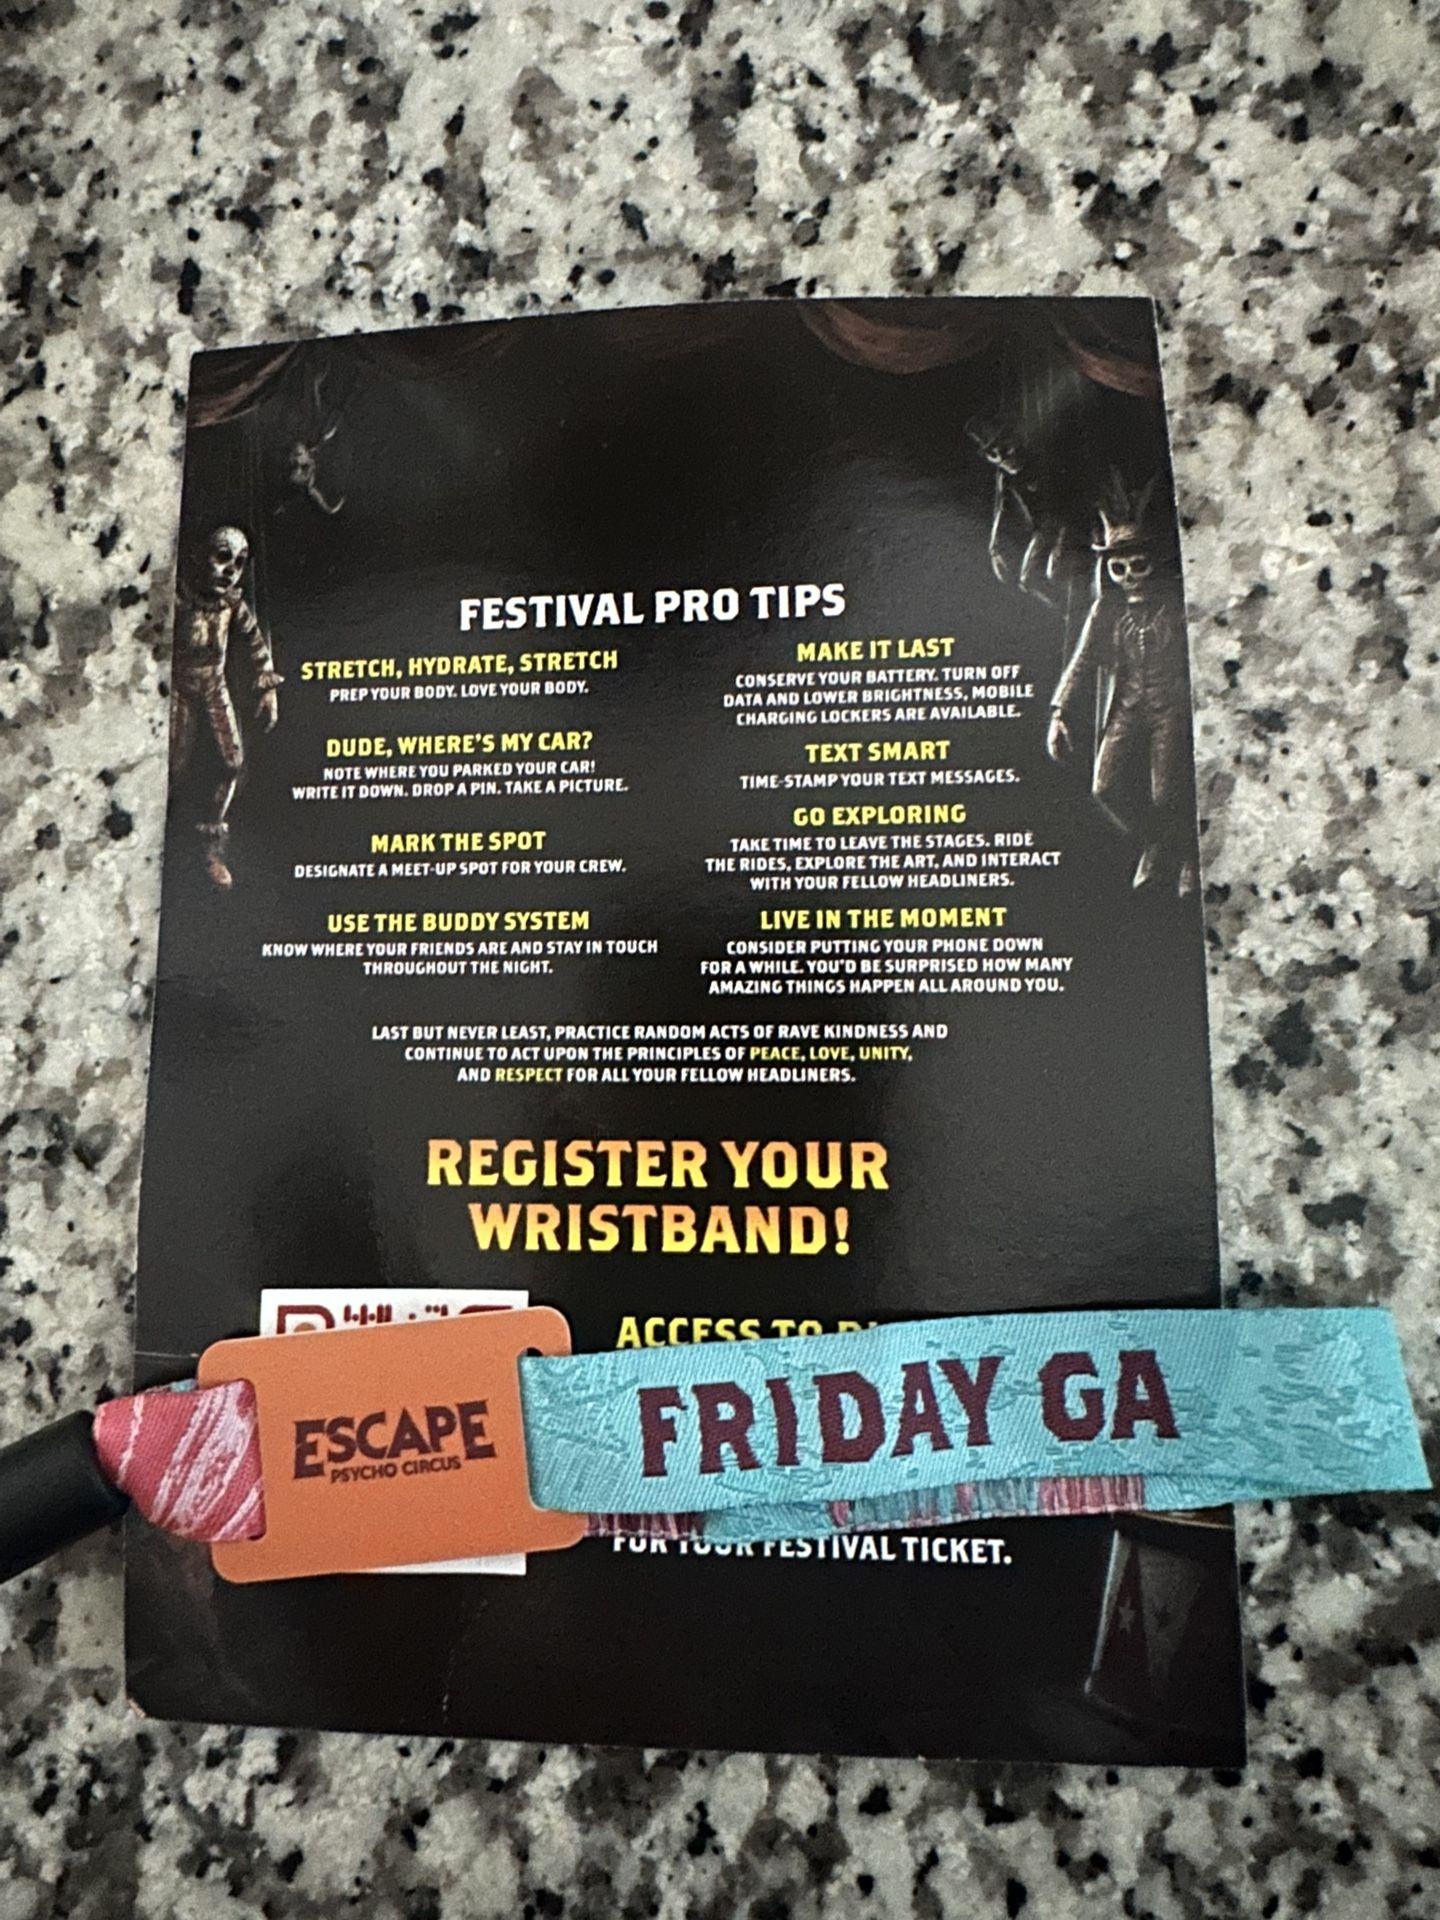 FESTIVAL PRO TIPS
STRETCH, HYDRATE, STRETCH
PREP YOUR BODY. LOVE YOUR BODY.
DUDE, WHERE'S MY CAR?
NOTE WHERE YOU PARKED YOUR CAR!
WRITE IT DOWN. DROP A PIN. TAKE A PICTURE.
MARK THE SPOT
DESIGNATE A MEET-UP SPOT FOR YOUR CREW.
USE THE BUDDY SYSTEM
KNOW WHERE YOUR FRIENDS ARE AND STAY IN TOUCH
THROUGHOUT THE NIGHT.
MAKE IT LAST
CONSERVE YOUR BATTERY. TURN OFF
DATA AND LOWER BRIGHTNESS, MOBILE
CHARGING LOCKERS ARE AVAILABLE.
TEXT SMART
TIME-STAMP YOUR TEXT MESSAGES.
GO EXPLORING
TAKE TIME TO LEAVE THE STAGES. RIDE
THE RIDES, EXPLORE THE ART, AND INTERACT
WITH YOUR FELLOW HEADLINERS.
LIVE IN THE MOMENT
CONSIDER PUTTING YOUR PHONE DOWN
FOR A WHILE. YOU'D BE SURPRISED HOW MANY
AMAZING THINGS HAPPEN ALL AROUND YOU.
LAST BUT NEVER LEAST, PRACTICE RANDOM ACTS OF RAVE KINDNESS AND
CONTINUE TO ACT UPON THE PRINCIPLES OF PEACE, LOVE, UNITY,
AND RESPECT FOR ALL YOUR FELLOW HEADLINERS.
REGISTER YOUR
WRISTBAND!
ACCESS TO
ESCAPE
PSYCHO CIRCUS
FRIDAY GA
FOR YOUR FESTIVAL TICKET.